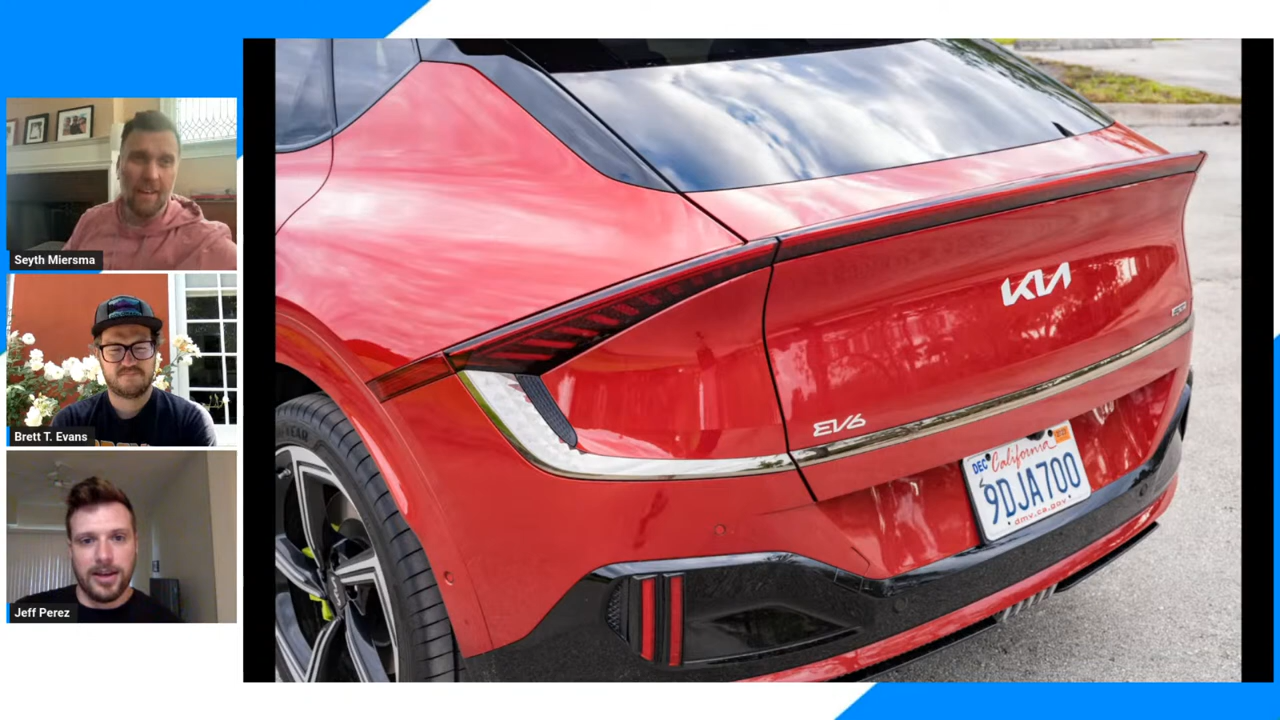 Seyth Miersma
Brett T. Evans
Jeff Perez
KIA
EV6
DEC
California
9DJA700
dmv.ca.gov